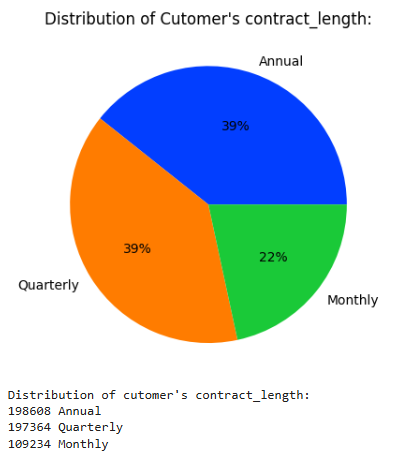 Distribution of Cutomer's contract_length:
Annual
39%
39%
22%
Quarterly
Monthly
Distribution of cutomer's contract_length:
198608 Annual
197364 Quarterly
109234 Monthly